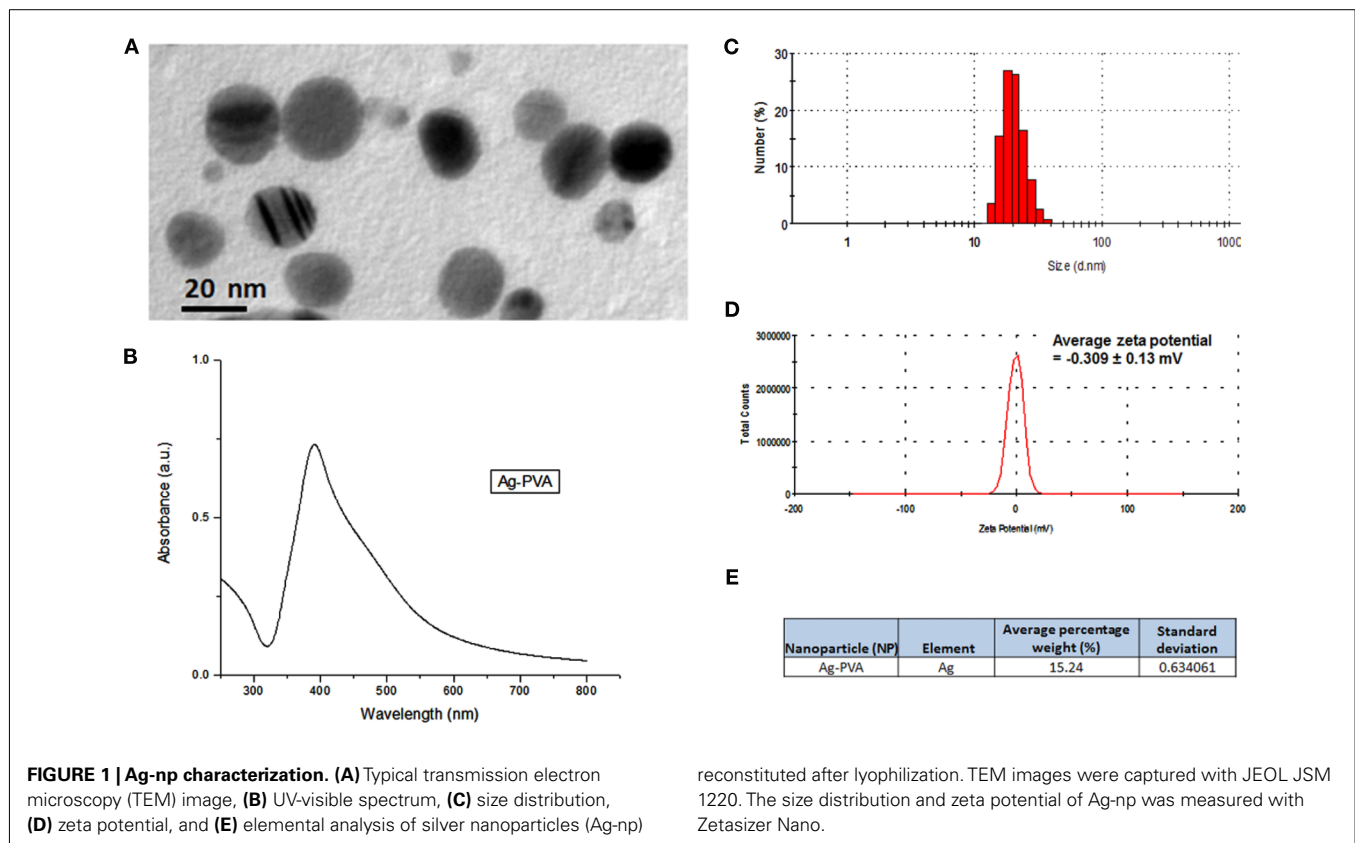 A
20 nm
B
1.0
0.5
0.0
Absorbance (a.u.)
Ag-PVA
300 400 500 600 700 800
Wavelength (nm)
C
30
20
10
0
Number (%)
1 10 100 1000
Size (d.nm)
D
3000000
2000000
1000000
0
Total Counts
Average zeta potential
= -0.309 ± 0.13 mV
-200 -100 0 100 200
Zeta Potential (mV)
E
Nanoparticle (NP) Element Average percentage weight (%) Standard deviation
Ag-PVA Ag 15.24 0.634061
FIGURE 1 | Ag-np characterization. (A) Typical transmission electron
microscopy (TEM) image, (B) UV-visible spectrum, (C) size distribution,
(D) zeta potential, and (E) elemental analysis of silver nanoparticles (Ag-np)
reconstituted after lyophilization. TEM images were captured with JEOL JSM
1220. The size distribution and zeta potential of Ag-np was measured with
Zetasizer Nano.